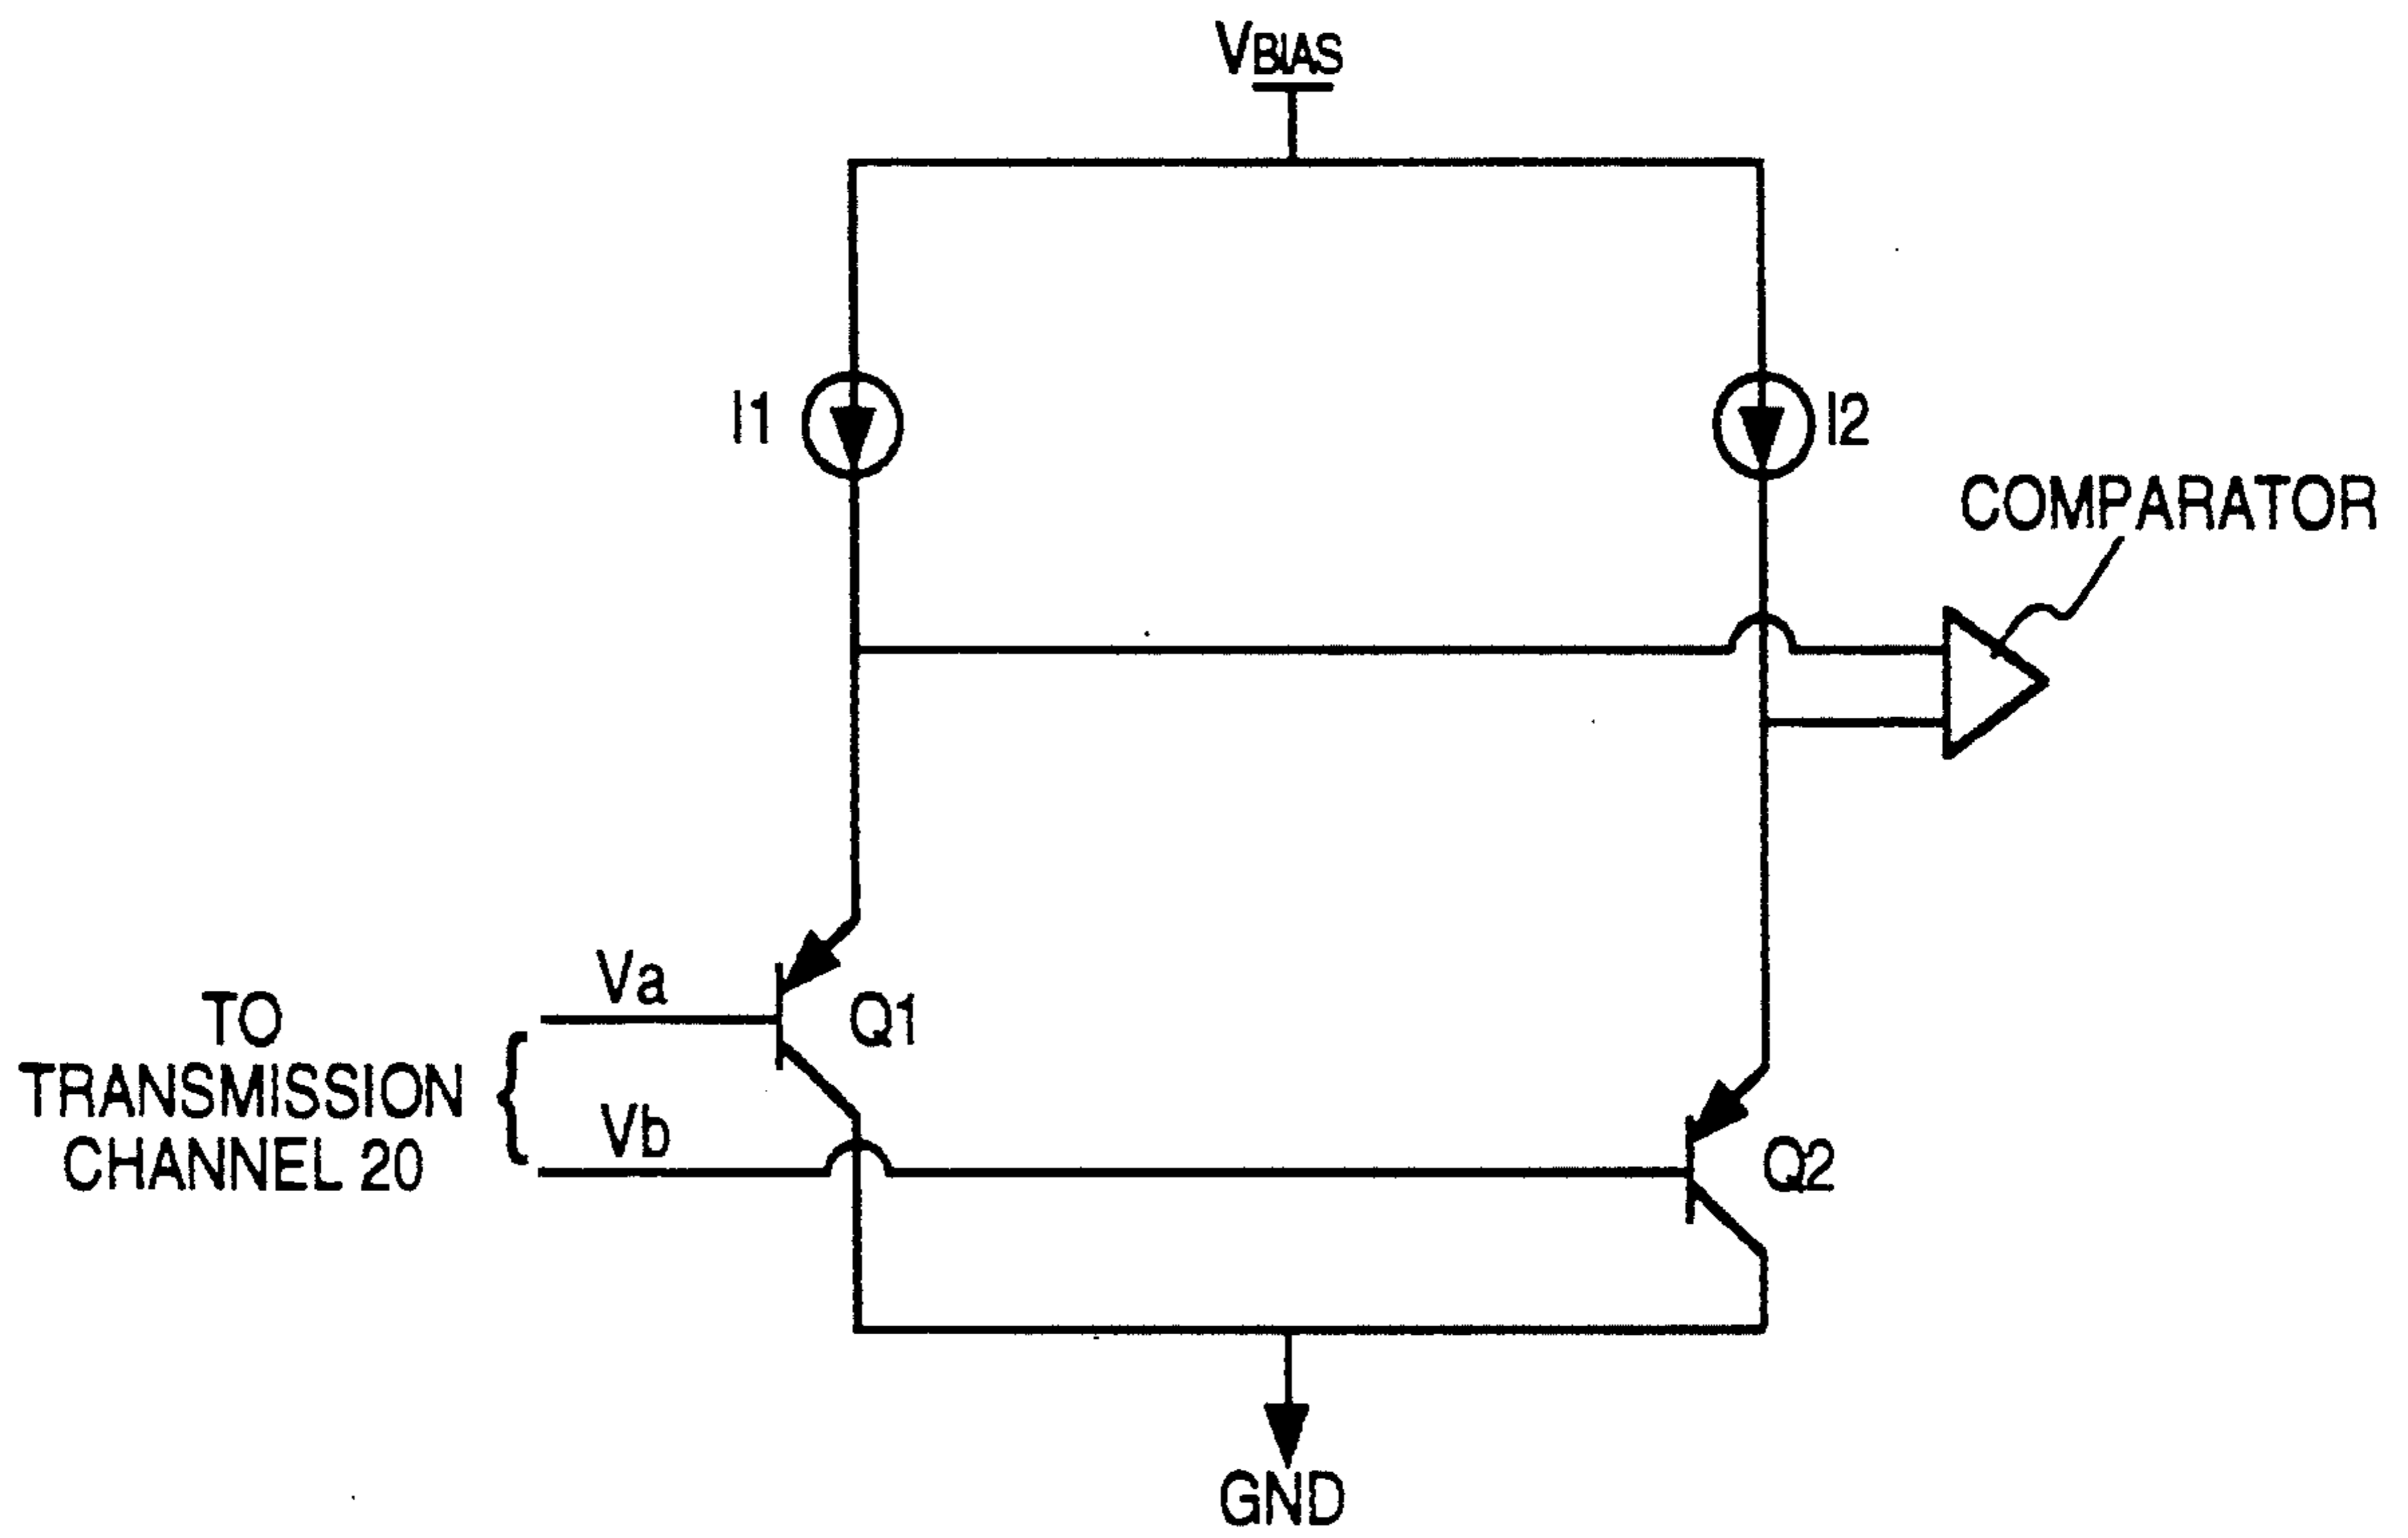 VBIAS
I1
I2
COMPARATOR
Va
Q1
TO
TRANSMISSION
CHANNEL 20
Vb
Q2
GND